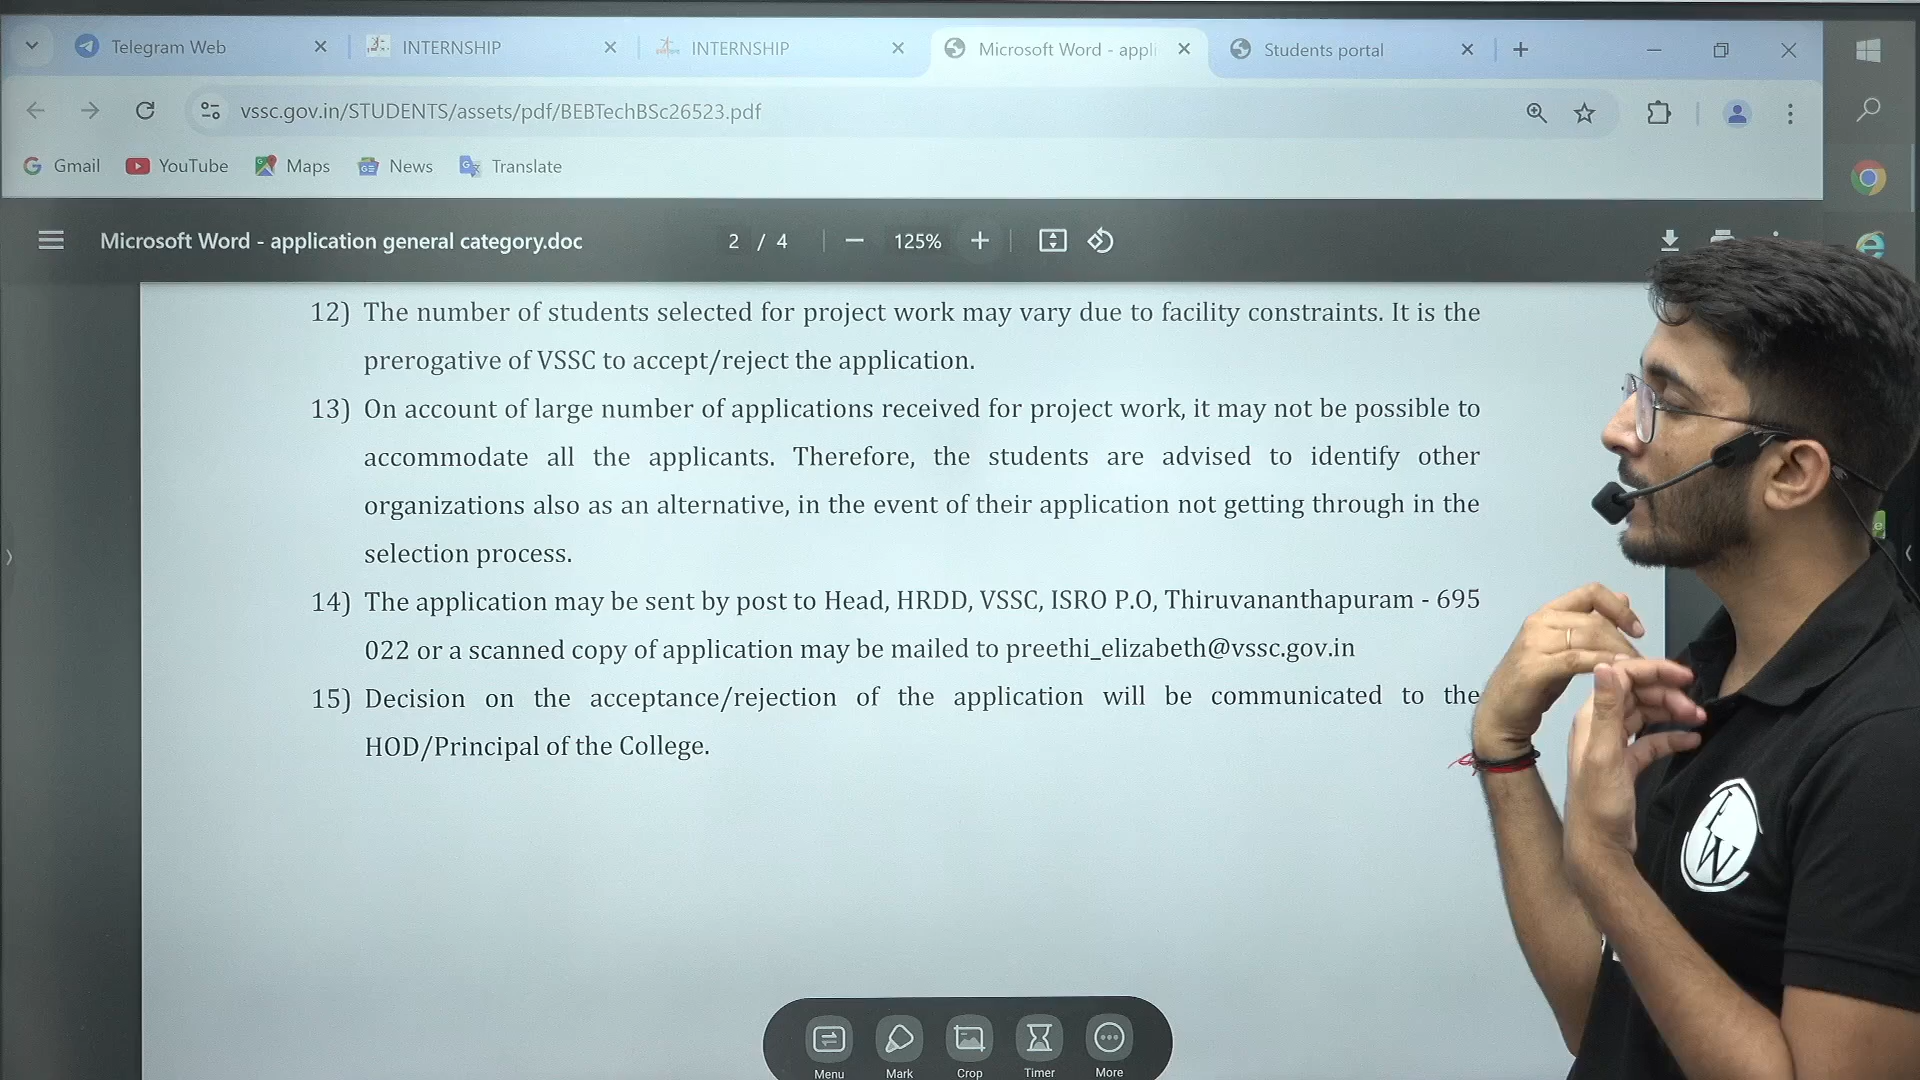 Telegram Web
INTERNSHIP
INTERNSHIP
Microsoft Word - appli
Students portal
vssc.gov.in/STUDENTS/assets/pdf/BEBTechBSc26523.pdf
Gmail
YouTube
Maps
News
Translate
Microsoft Word - application general category.doc
2 / 4
125%
12) The number of students selected for project work may vary due to facility constraints. It is the
prerogative of VSSC to accept/reject the application.
13) On account of large number of applications received for project work, it may not be possible to
accommodate all the applicants. Therefore, the students are advised to identify other
organizations also as an alternative, in the event of their application not getting through in the
selection process.
14) The application may be sent by post to Head, HRDD, VSSC, ISRO P.O, Thiruvananthapuram - 695
022 or a scanned copy of application may be mailed to preethi_elizabeth@vssc.gov.in
15) Decision on the acceptance/rejection of the application will be communicated to the
HOD/Principal of the College.
Menu
Mark
Crop
Timer
More